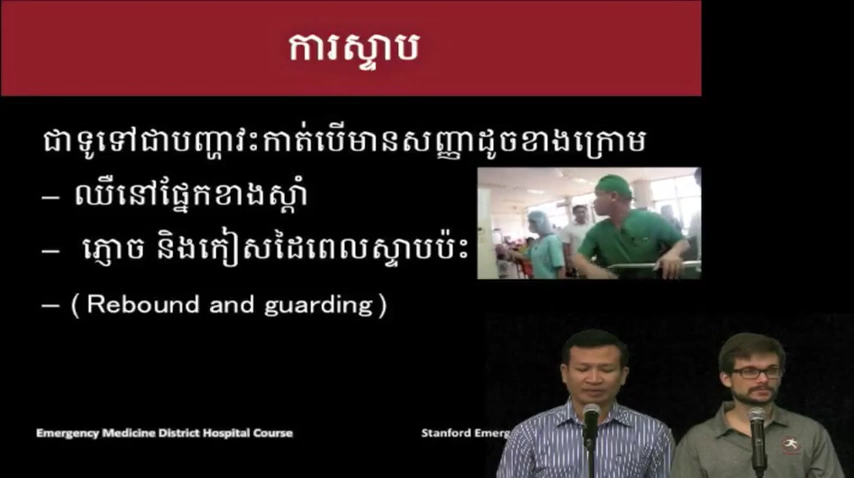 ការស្ទាប
ជាទូទៅជាបញ្ហាវះកាត់បើមានសញ្ញាដូចខាងក្រោម
– ឈឺនៅផ្នែកខាងស្ដាំ
– ភ្ញោច និងកៀសដៃពេលស្ទាបប៉ះ
– (Rebound and guarding)
Emergency Medicine District Hospital Course
Stanford